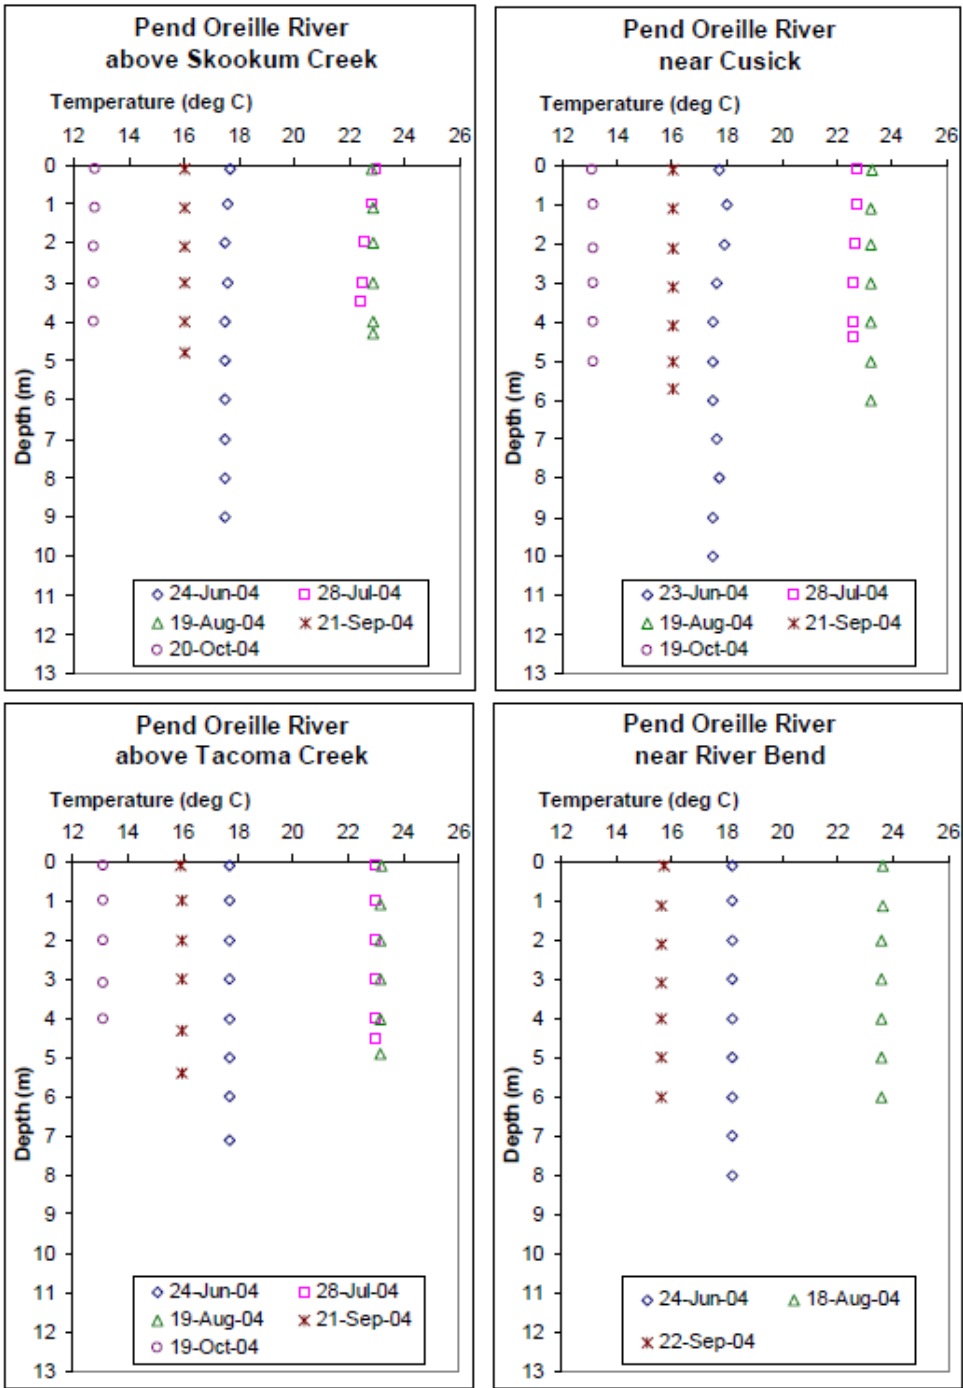 Pend Oreille River
above Skookum Creek
Temperature (deg C)
12 14 16 18 20 22 24 26
0
1
2
3
4
5
6
7
8
9
10
11
12
13
Depth (m)
24-Jun-04 28-Jul-04
19-Aug-04 21-Sep-04
20-Oct-04
Pend Oreille River
near Cusick
Temperature (deg C)
12 14 16 18 20 22 24 26
0
1
2
3
4
5
6
7
8
9
10
11
12
13
Depth (m)
23-Jun-04 28-Jul-04
19-Aug-04 21-Sep-04
19-Oct-04
Pend Oreille River
above Tacoma Creek
Temperature (deg C)
12 14 16 18 20 22 24 26
0
1
2
3
4
5
6
7
8
9
10
11
12
13
Depth (m)
24-Jun-04 28-Jul-04
19-Aug-04 21-Sep-04
19-Oct-04
Pend Oreille River
near River Bend
Temperature (deg C)
12 14 16 18 20 22 24 26
0
1
2
3
4
5
6
7
8
9
10
11
12
13
Depth (m)
24-Jun-04 18-Aug-04
22-Sep-04